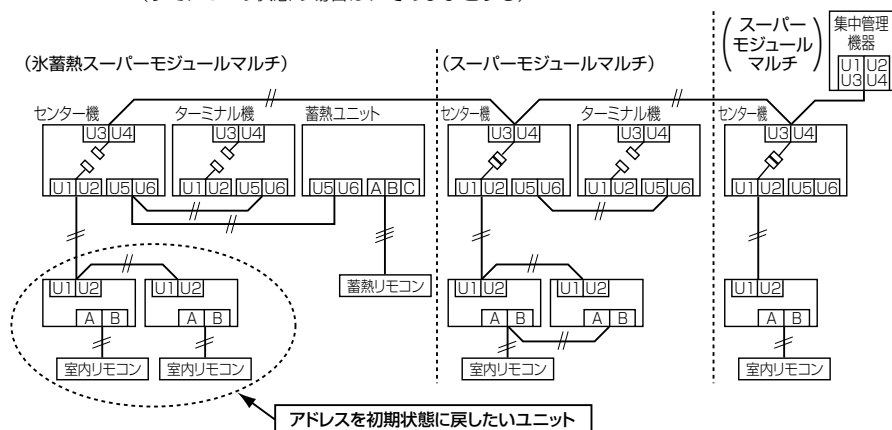 スーパー
モジュール
マルチ
集中管理
機器
U1 U2
U3 U4
(氷蓄熱スーパーモジュールマルチ)
(スーパーモジュールマルチ)
センター機
ターミナル機
蓄熱ユニット
センター機
ターミナル機
センター機
U3 U4
U3 U4
U3 U4
U3 U4
U3 U4
U1 U2 U5 U6
U1 U2 U5 U6
U5 U6 A B C
U1 U2 U5 U6
U1 U2 U5 U6
U1 U2 U5 U6
U1 U2
U1 U2
蓄熱リモコン
U1 U2
U1 U2
U1 U2
A B
A B
A B
A B
A B
室内リモコン
室内リモコン
室内リモコン
室内リモコン
アドレスを初期状態に戻したいユニット